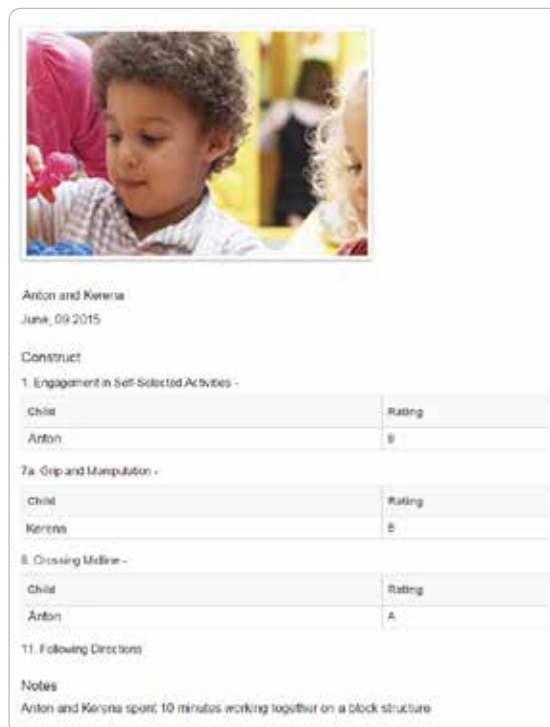 Anton and Kerena
June, 09 2015
Construct
1. Engagement in Self-Selected Activities -
Child Rating
Anton B
7a. Grip and Manipulation -
Child Rating
Kerena B
8. Crossing Midline -
Child Rating
Anton A
11. Following Directions
Notes
Anton and Kerena spent 10 minutes working together on a block structure